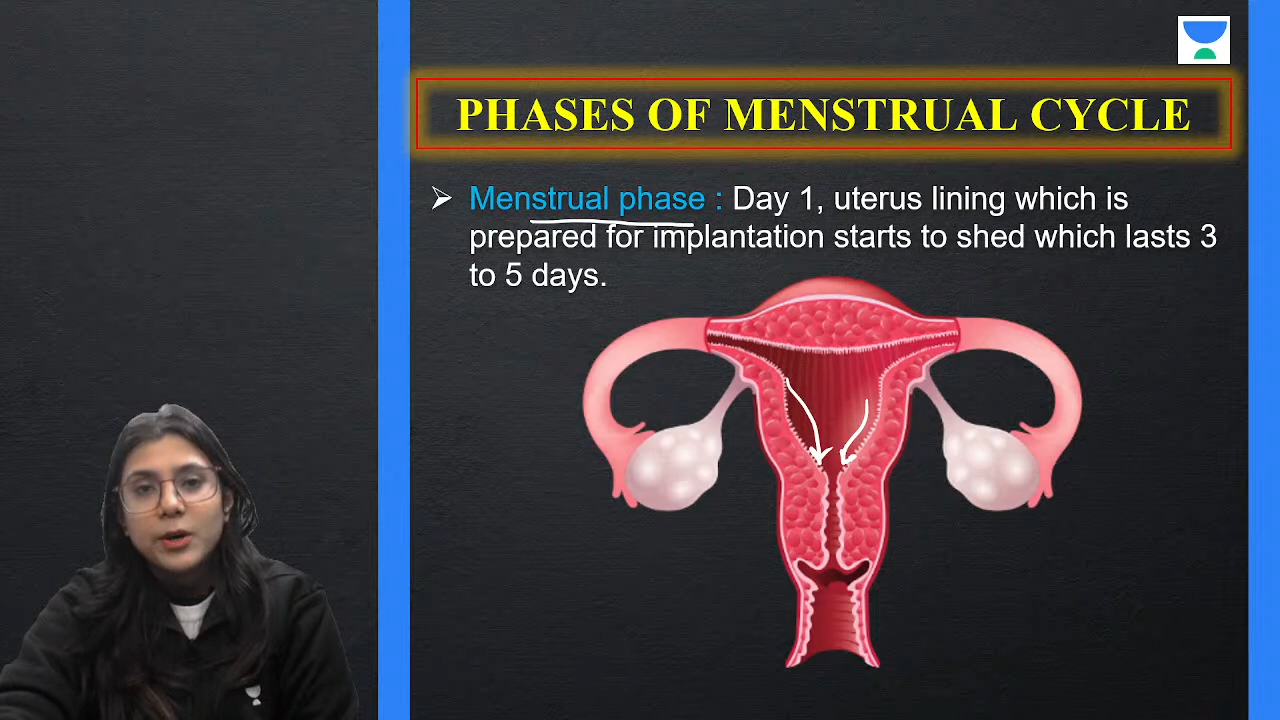 PHASES OF MENSTRUAL CYCLE
Menstrual phase : Day 1, uterus lining which is
prepared for implantation starts to shed which lasts 3
to 5 days.